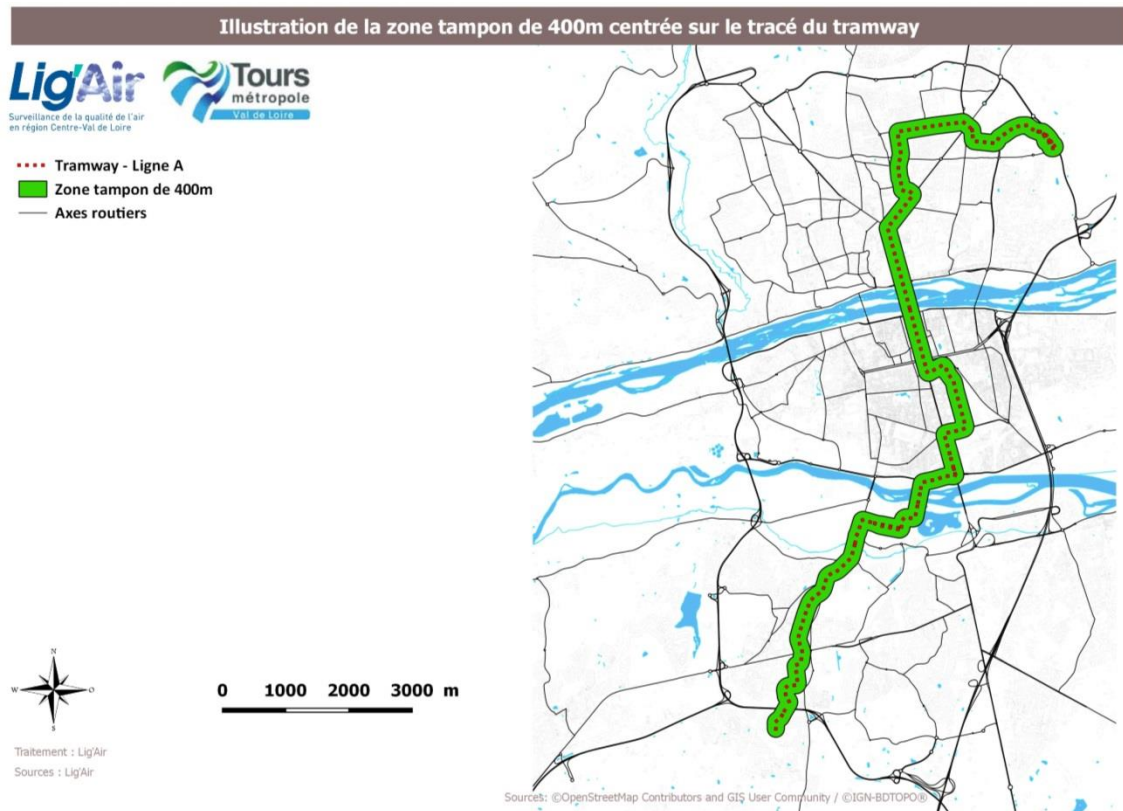 Illustration de la zone tampon de 400m centrée sur le tracé du tramway
Lig'Air
Surveillance de la qualité de l'air
en région Centre-Val de Loire
Tours
métropole
Val de Loire
Tramway - Ligne A
Zone tampon de 400m
Axes routiers
N
W O
S
0 1000 2000 3000 m
Traitement : Lig'Air
Sources : Lig'Air
Sources: ©OpenStreetMap Contributors and GIS User Community / ©IGN-BDTOPO®